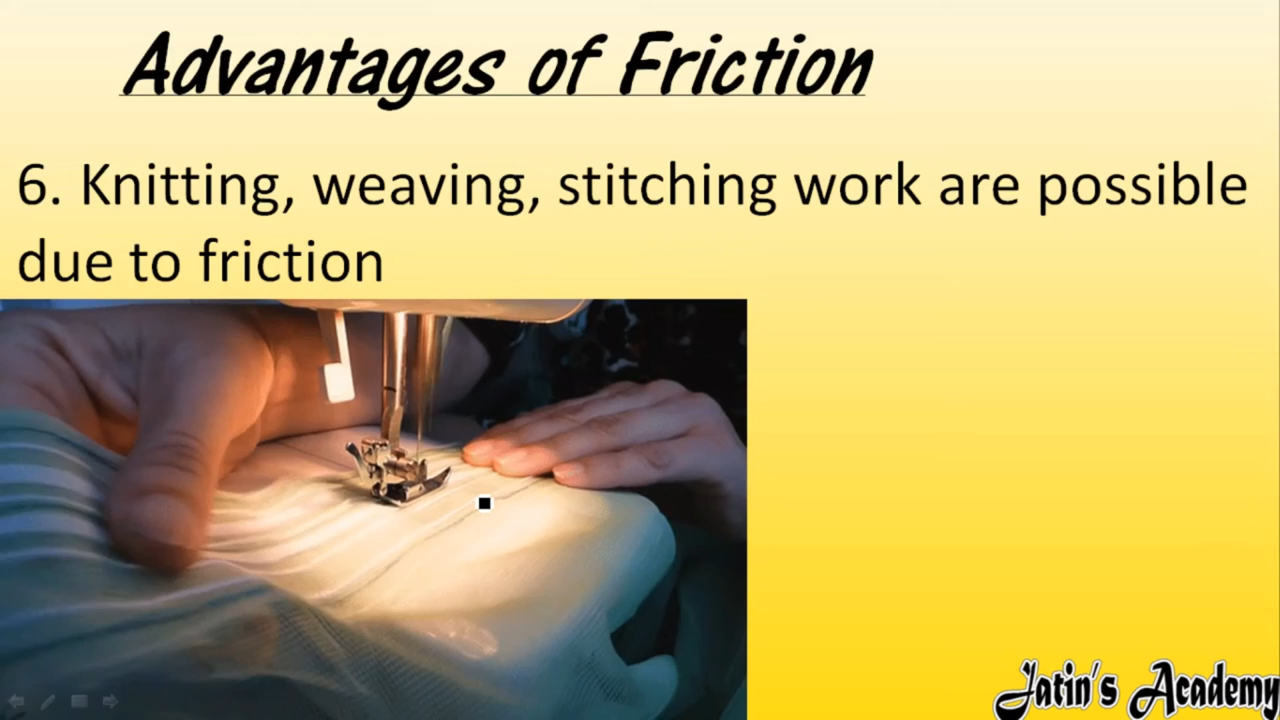 Advantages of Friction
6. Knitting, weaving, stitching work are possible
due to friction
Jatin's Academy